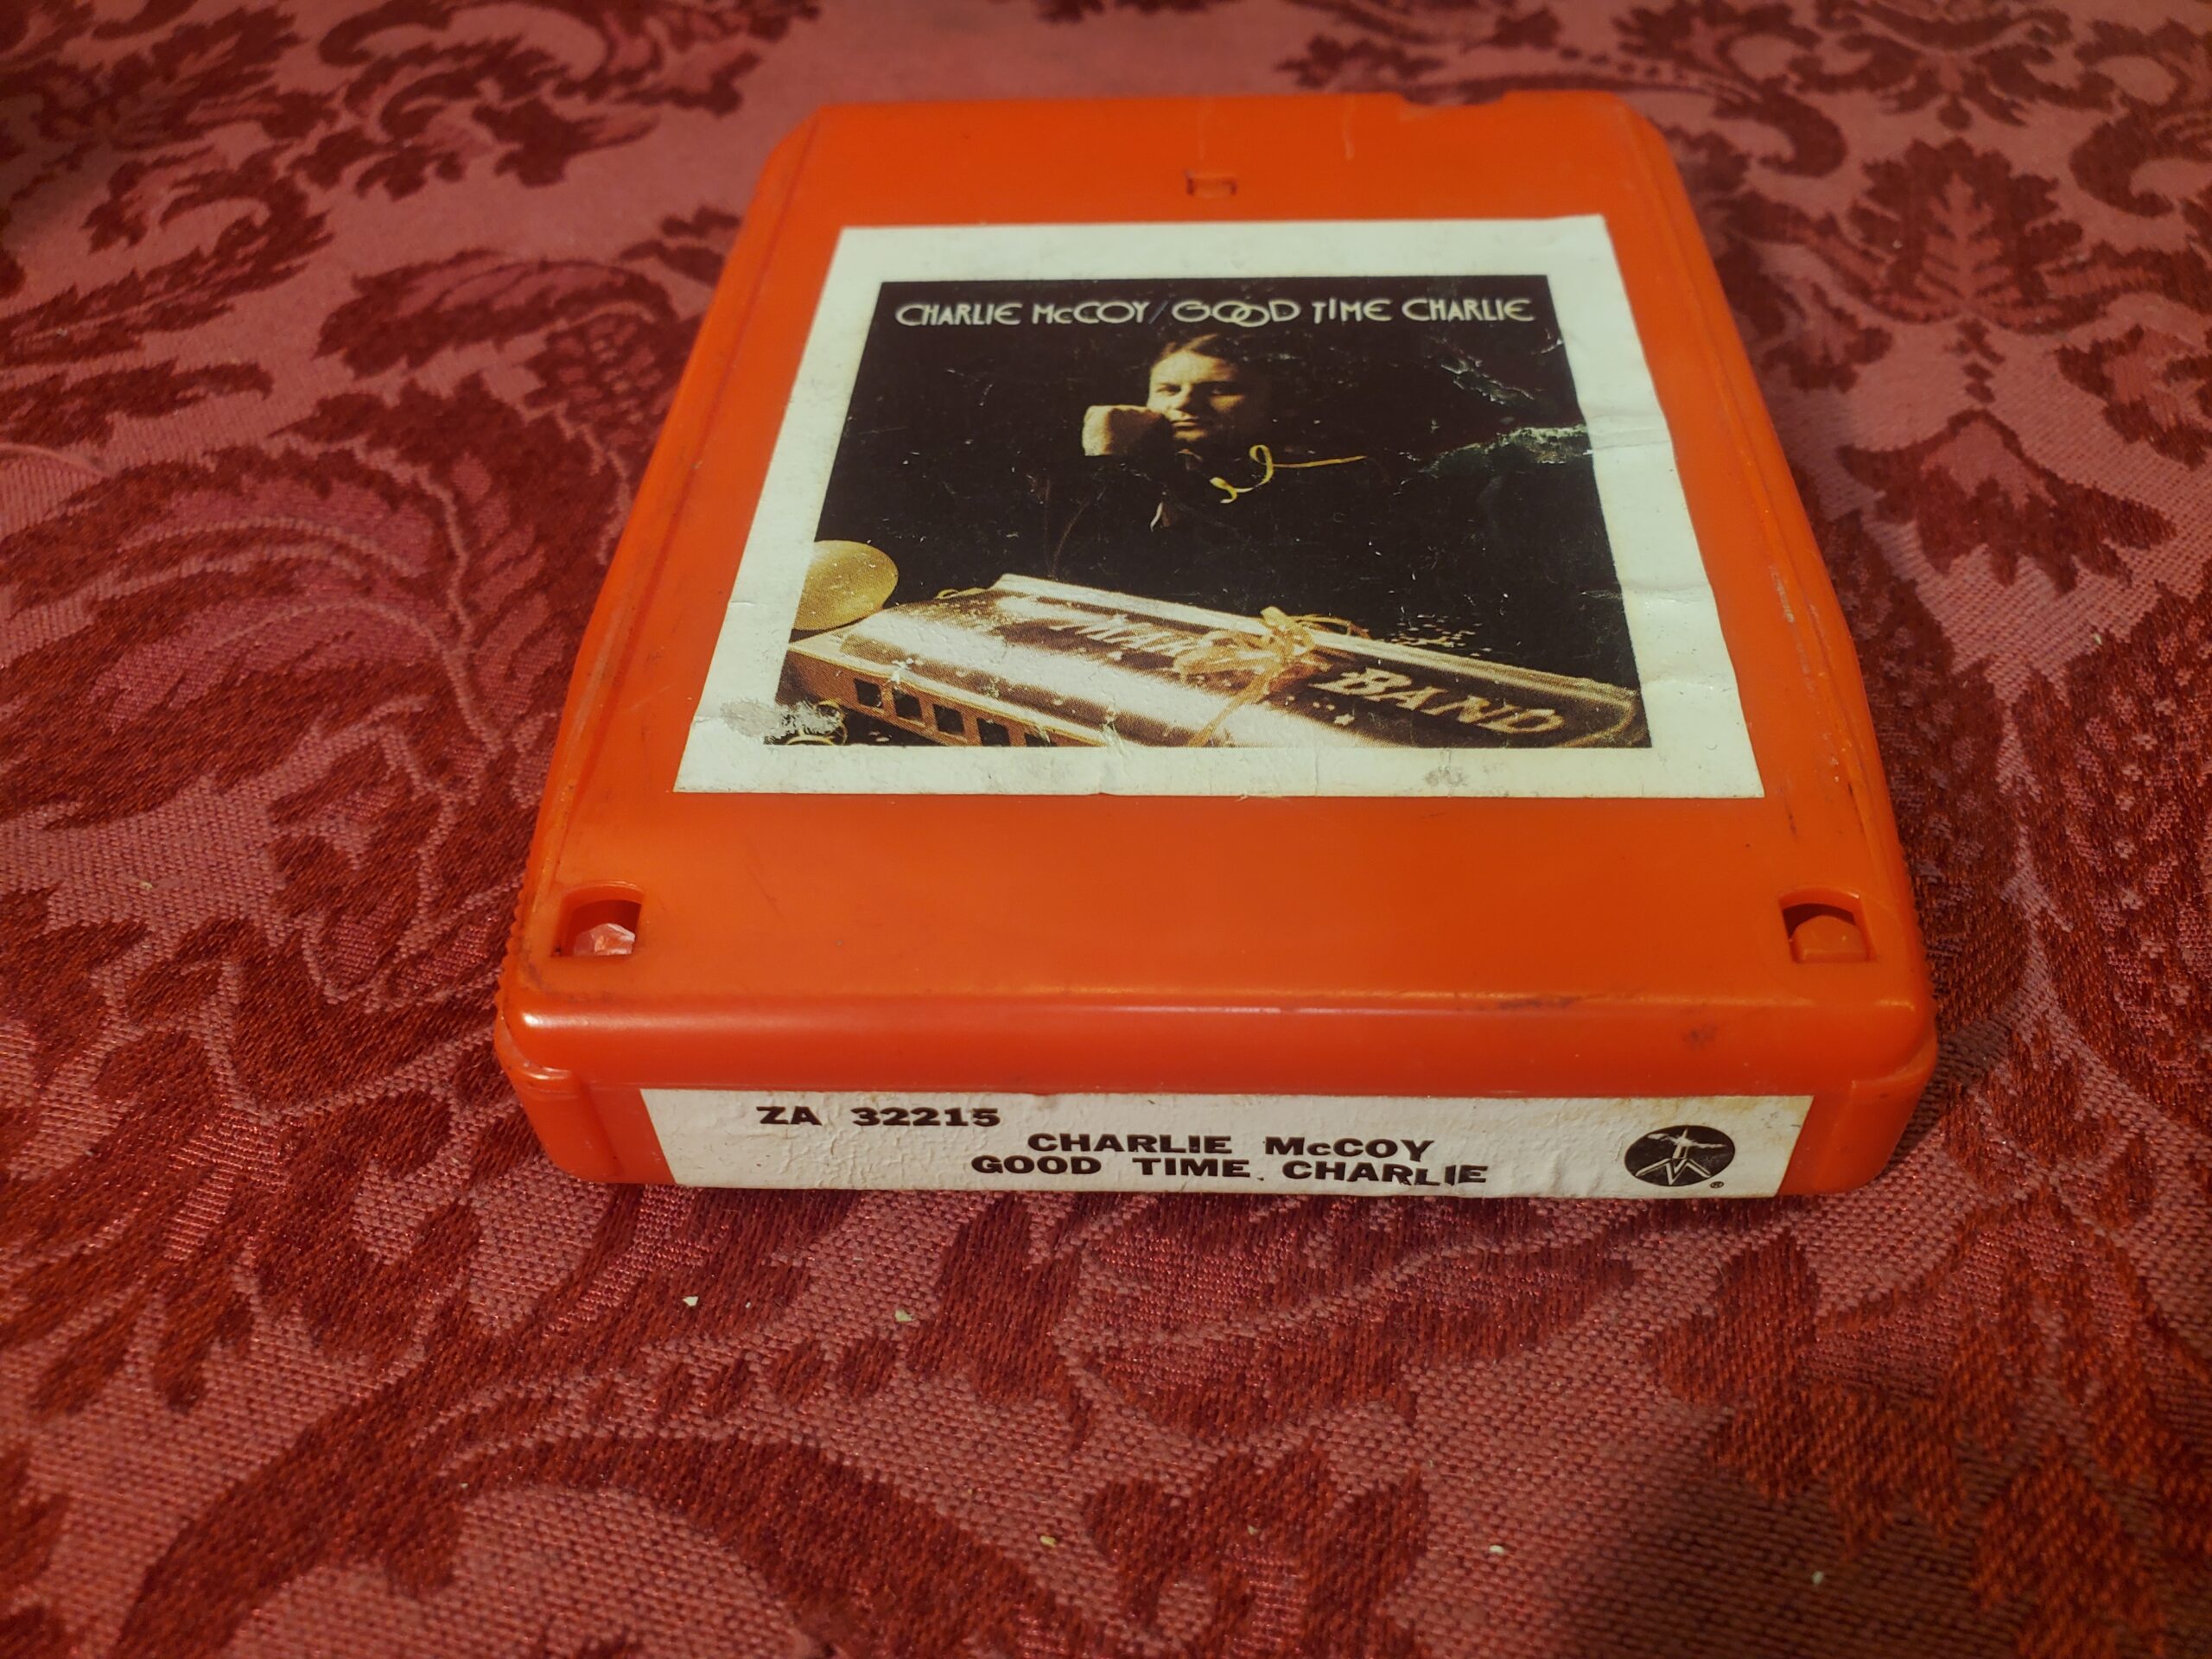 CHARLIE McCOY/GOOD TIME CHARLIE
BAND
ZA 32215
CHARLIE McCOY
GOOD TIME CHARLIE
®